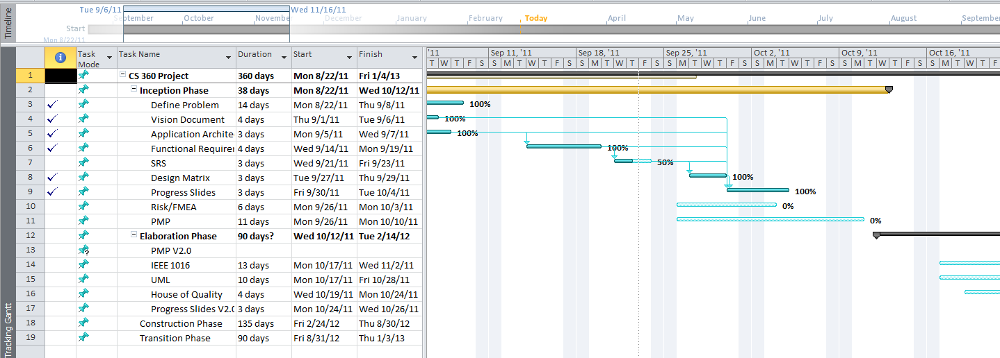 Timeline
Tue 9/6/11 Wed 11/16/11
September October November December January February Today April May June July August September
Start
Mon 8/22/11
Task Mode Task Name Duration Start Finish '11 Sep 11, '11 Sep 18, '11 Sep 25, '11 Oct 2, '11 Oct 9, '11 Oct 16, '11
T W T F S S M T W T F S S M T W T F S S M T W T F S S M T W T F S S M T W T F S S M T W T F
1 CS 360 Project 360 days Mon 8/22/11 Fri 1/4/13
2 Inception Phase 38 days Mon 8/22/11 Wed 10/12/11
3 Define Problem 14 days Mon 8/22/11 Thu 9/8/11 100%
4 Vision Document 4 days Thu 9/1/11 Tue 9/6/11 100%
5 Application Archite 3 days Mon 9/5/11 Wed 9/7/11 100%
6 Functional Requirer 4 days Wed 9/14/11 Mon 9/19/11 100%
7 SRS 3 days Wed 9/21/11 Fri 9/23/11 50%
8 Design Matrix 3 days Tue 9/27/11 Thu 9/29/11 100%
9 Progress Slides 3 days Fri 9/30/11 Tue 10/4/11 100%
10 Risk/FMEA 6 days Mon 9/26/11 Mon 10/3/11 0%
11 PMP 11 days Mon 9/26/11 Mon 10/10/11 0%
12 Elaboration Phase 90 days? Wed 10/12/11 Tue 2/14/12
13 ? PMP V2.0
14 IEEE 1016 13 days Mon 10/17/11 Wed 11/2/11
15 UML 10 days Mon 10/17/11 Fri 10/28/11
16 House of Quality 4 days Wed 10/19/11 Mon 10/24/11
17 Progress Slides V2.0 3 days Mon 10/24/11 Wed 10/26/11
18 Construction Phase 135 days Fri 2/24/12 Thu 8/30/12
19 Transition Phase 90 days Fri 8/31/12 Thu 1/3/13
Tracking Gantt